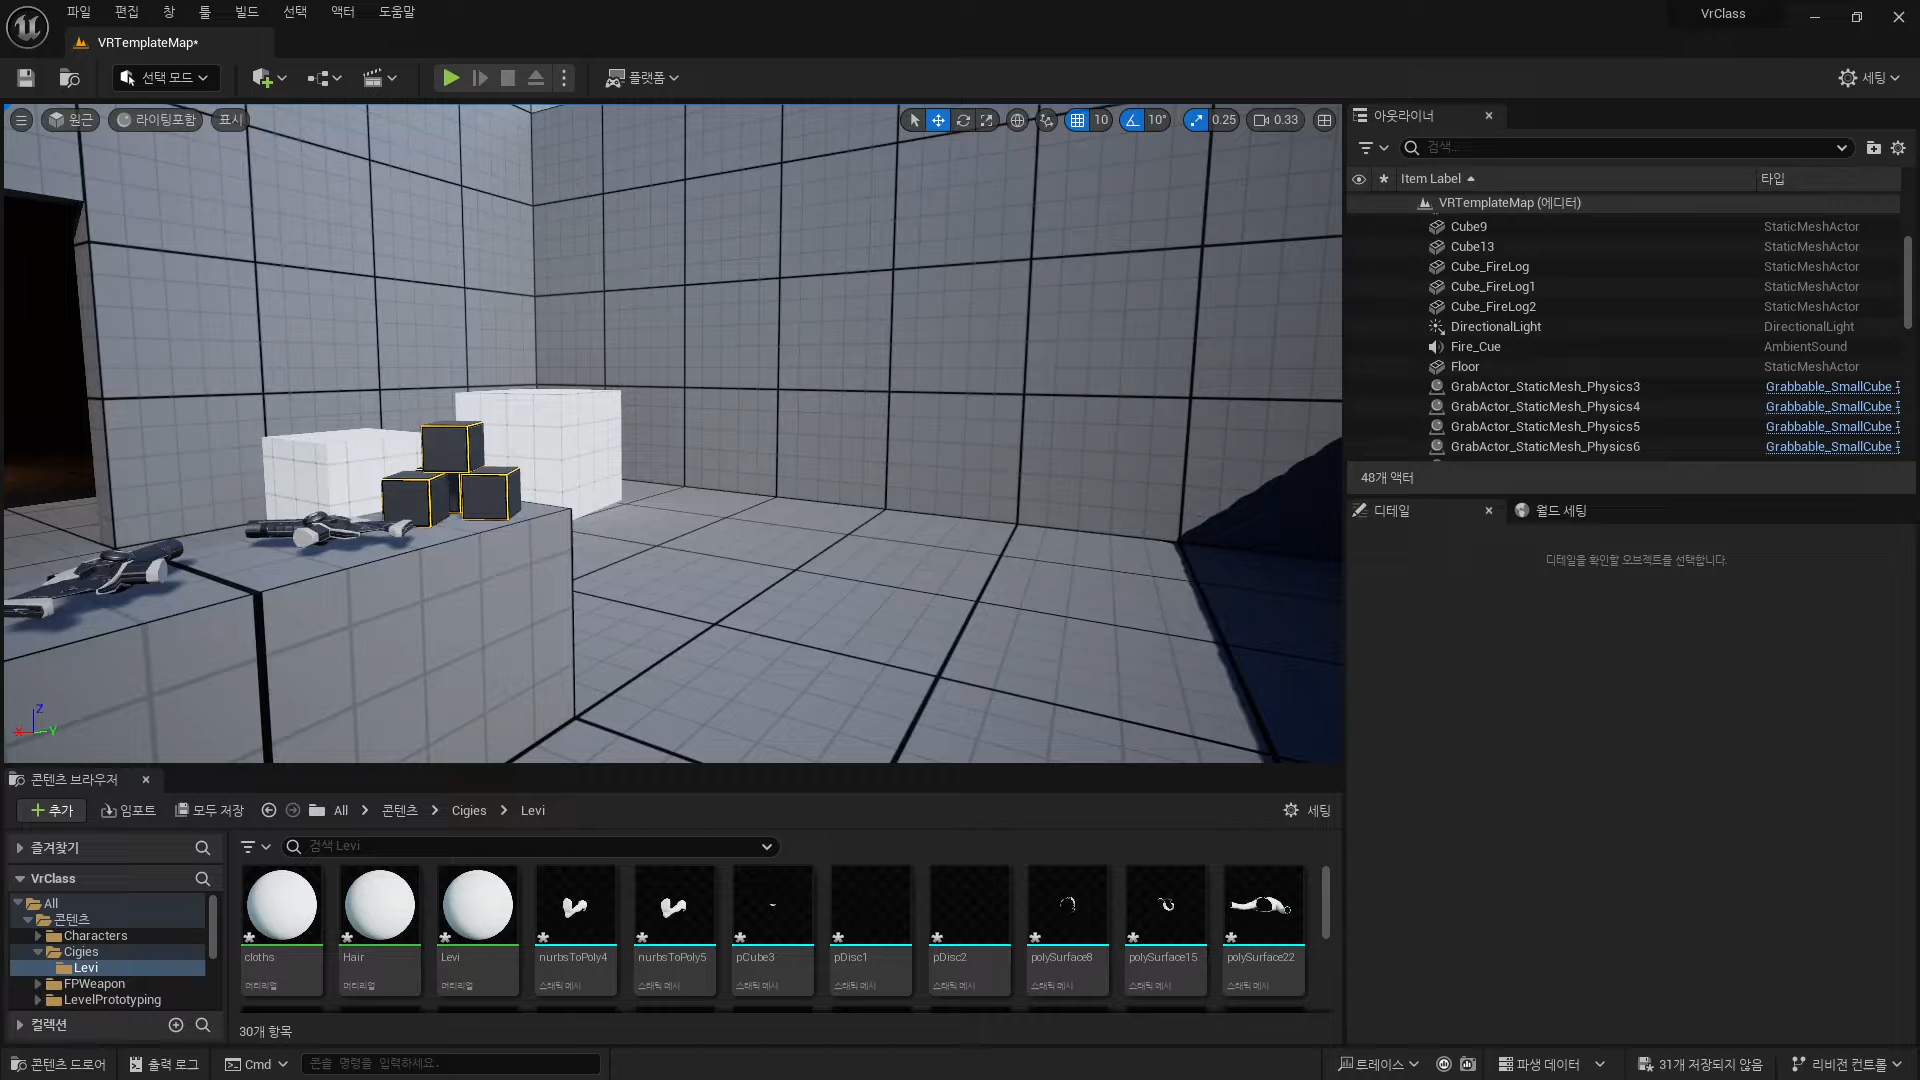 파일 편집 창 툴 빌드 선택 액터 도움말 VrClass
VRTemplateMap*
선택 모드 플랫폼 세팅
원근 라이팅포함 표시 10 10° 0.25 0.33
아웃라이너
검색...
Item Label 타입
VRTemplateMap (에디터)
Cube9 StaticMeshActor
Cube13 StaticMeshActor
Cube_FireLog StaticMeshActor
Cube_FireLog1 StaticMeshActor
Cube_FireLog2 StaticMeshActor
DirectionalLight DirectionalLight
Fire_Cue AmbientSound
Floor StaticMeshActor
GrabActor_StaticMesh_Physics3 Grabbable_SmallCube
GrabActor_StaticMesh_Physics4 Grabbable_SmallCube
GrabActor_StaticMesh_Physics5 Grabbable_SmallCube
GrabActor_StaticMesh_Physics6 Grabbable_SmallCube
48개 액터
디테일 월드 세팅
디테일을 확인할 오브젝트를 선택합니다.
Z
X Y
콘텐츠 브라우저
추가 임포트 모두 저장 All 콘텐츠 Cigies Levi 세팅
즐겨찾기
VrClass
All
콘텐츠
Characters
Cigies
Levi
FPWeapon
LevelPrototyping
컬렉션
검색 Levi
cloths Hair Levi nurbsToPoly4 nurbsToPoly5 pCube3 pDisc1 pDisc2 polySurface8 polySurface15 polySurface22
머티리얼 머티리얼 머티리얼 스태틱 메시 스태틱 메시 스태틱 메시 스태틱 메시 스태틱 메시 스태틱 메시 스태틱 메시 스태틱 메시
30개 항목
콘텐츠 드로어 출력 로그 Cmd 콘솔 명령을 입력하세요. 트레이스 파생 데이터 31개 저장되지 않음 리비전 컨트롤